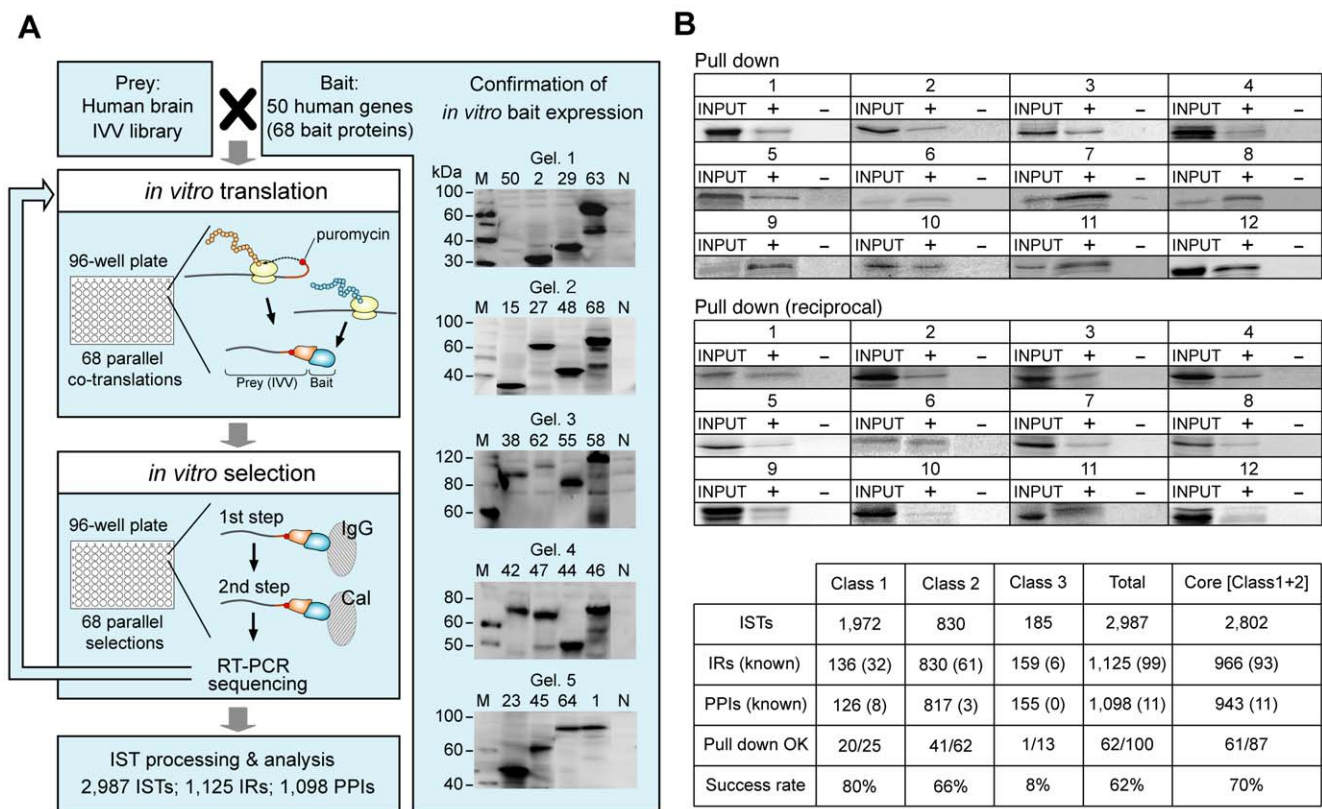 A
Prey:
Human brain
IVV library
Bait:
50 human genes
(68 bait proteins)
in vitro translation
96-well plate
puromycin
68 parallel
co-translations
Prey (IVV)
Bait
in vitro selection
96-well plate
1st step
IgG
2nd step
Cal
68 parallel
selections
RT-PCR
sequencing
IST processing & analysis
2,987 ISTs; 1,125 IRs; 1,098 PPIs
Confirmation of
in vitro bait expression
Gel. 1
kDa M 50 2 29 63 N
100
60
40
30
Gel. 2
M 15 27 48 68 N
100
60
40
Gel. 3
M 38 62 55 58 N
120
80
60
Gel. 4
M 42 47 44 46 N
80
60
50
Gel. 5
M 23 45 64 1 N
100
60
40
B
Pull down
1 2 3 4
INPUT + – INPUT + – INPUT + – INPUT + –
5 6 7 8
INPUT + – INPUT + – INPUT + – INPUT + –
9 10 11 12
INPUT + – INPUT + – INPUT + – INPUT + –
Pull down (reciprocal)
1 2 3 4
INPUT + – INPUT + – INPUT + – INPUT + –
5 6 7 8
INPUT + – INPUT + – INPUT + – INPUT + –
9 10 11 12
INPUT + – INPUT + – INPUT + – INPUT + –
Class 1 Class 2 Class 3 Total Core [Class1+2]
ISTs 1,972 830 185 2,987 2,802
IRs (known) 136 (32) 830 (61) 159 (6) 1,125 (99) 966 (93)
PPIs (known) 126 (8) 817 (3) 155 (0) 1,098 (11) 943 (11)
Pull down OK 20/25 41/62 1/13 62/100 61/87
Success rate 80% 66% 8% 62% 70%